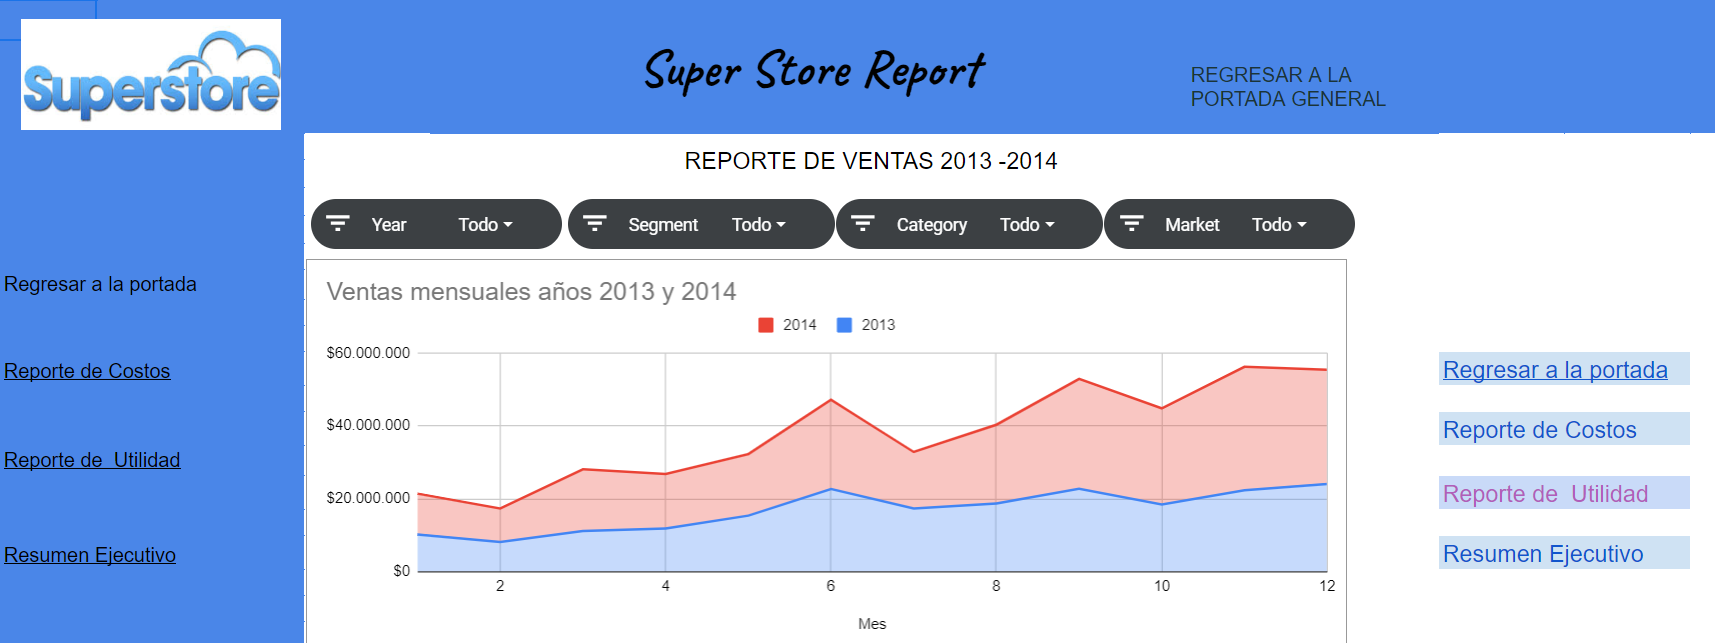 Superstore
Super Store Report
REGRESAR A LA
PORTADA GENERAL
REPORTE DE VENTAS 2013 -2014
Year Todo
Segment Todo
Category Todo
Market Todo
Regresar a la portada
Reporte de Costos
Reporte de  Utilidad
Resumen Ejecutivo
Ventas mensuales años 2013 y 2014
2014 2013
$60.000.000
$40.000.000
$20.000.000
$0
2 4 6 8 10 12
Mes
Regresar a la portada
Reporte de Costos
Reporte de  Utilidad
Resumen Ejecutivo